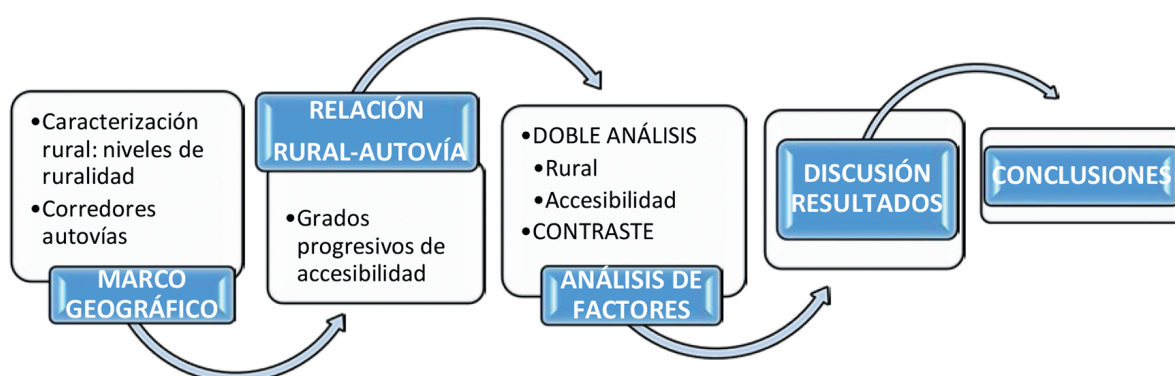 •Caracterización
rural: niveles de
ruralidad
•Corredores
autovías
MARCO
GEOGRÁFICO
RELACIÓN
RURAL-AUTOVÍA
•Grados
progresivos de
accesibilidad
•DOBLE ANÁLISIS
•Rural
•Accesibilidad
•CONTRASTE
ANÁLISIS DE
FACTORES
DISCUSIÓN
RESULTADOS
CONCLUSIONES